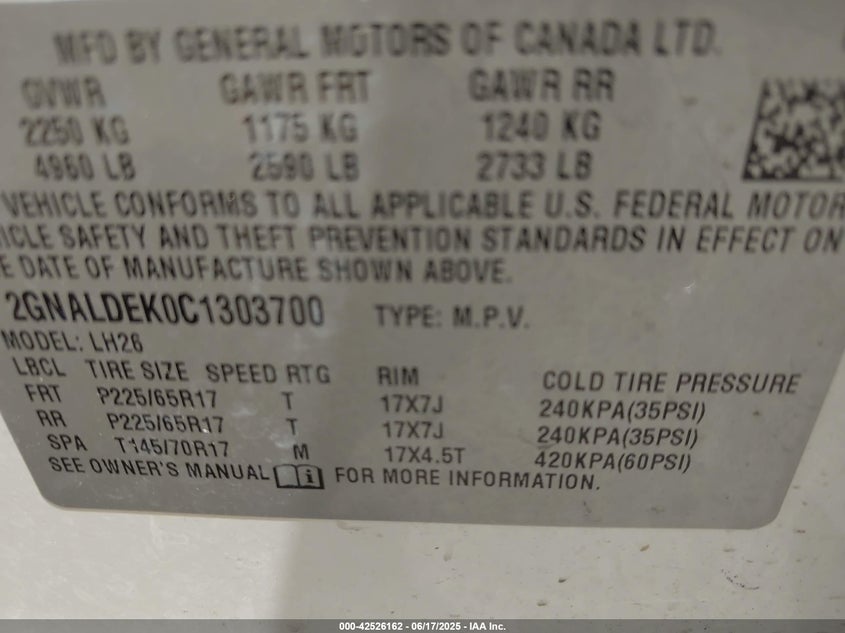 MFD BY GENERAL MOTORS OF CANADA LTD.
GVWR GAWR FRT GAWR RR
2250 KG 1175 KG 1240 KG
4960 LB 2590 LB 2733 LB
VEHICLE CONFORMS TO ALL APPLICABLE U.S. FEDERAL MOTOR
ICLE SAFETY AND THEFT PREVENTION STANDARDS IN EFFECT ON
E DATE OF MANUFACTURE SHOWN ABOVE.
2GNALDEK0C1303700 TYPE: M.P.V.
MODEL: LH26
LBCL TIRE SIZE SPEED RTG RIM COLD TIRE PRESSURE
FRT P225/65R17 T 17X7J 240KPA(35PSI)
RR P225/65R17 T 17X7J 240KPA(35PSI)
SPA T145/70R17 M 17X4.5T 420KPA(60PSI)
SEE OWNER'S MANUAL FOR MORE INFORMATION.
000-42526162 - 06/17/2025 - IAA Inc.